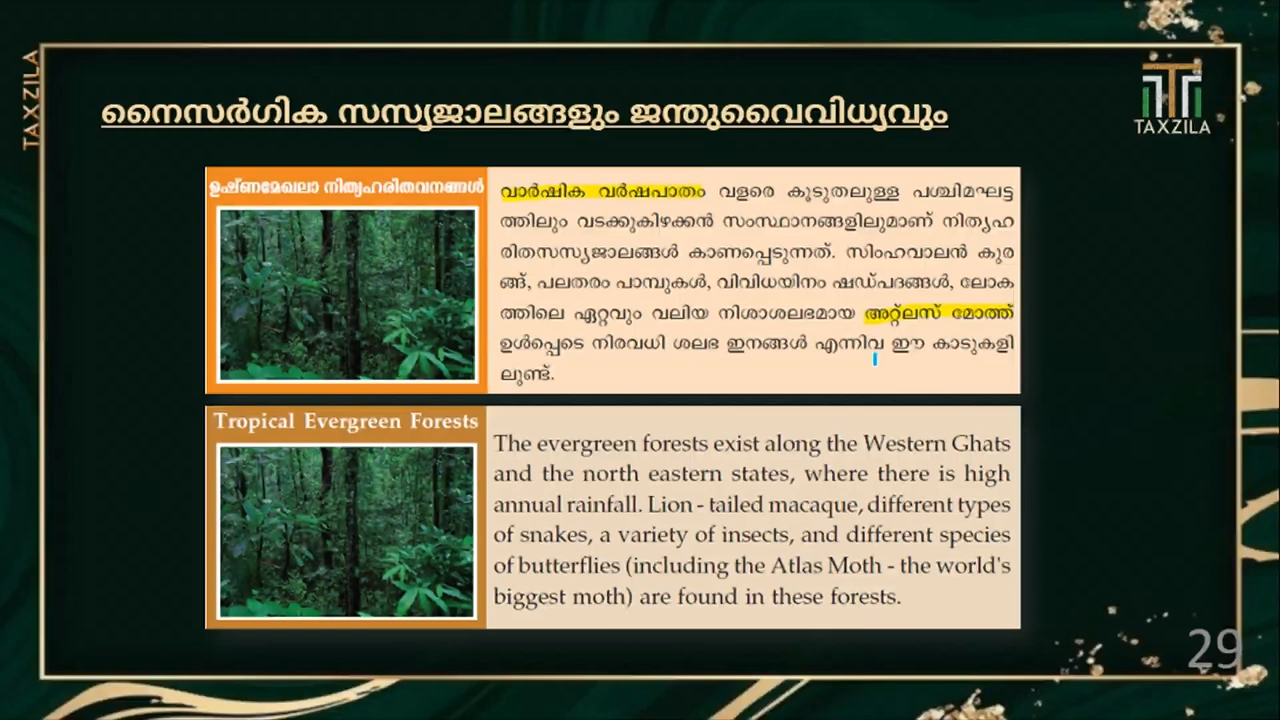 TAXZILA
TAXZILA
നൈസർഗിക സസ്യജാലങ്ങളും ജന്തുവൈവിധ്യവും
ഉഷ്ണമേഖലാ നിത്യഹരിതവനങ്ങൾ
വാർഷിക വർഷപാതം വളരെ കൂടുതലുള്ള പശ്ചിമഘട്ട
ത്തിലും വടക്കുകിഴക്കൻ സംസ്ഥാനങ്ങളിലുമാണ് നിത്യഹ
രിതസസ്യജാലങ്ങൾ കാണപ്പെടുന്നത്. സിംഹവാലൻ കുര
ങ്ങ്, പലതരം പാമ്പുകൾ, വിവിധയിനം ഷഡ്പദങ്ങൾ, ലോക
ത്തിലെ ഏറ്റവും വലിയ നിശാശലഭമായ അറ്റ്ലസ് മോത്ത്
ഉൾപ്പെടെ നിരവധി ശലഭ ഇനങ്ങൾ എന്നിവ ഈ കാടുകളി
ലുണ്ട്.
Tropical Evergreen Forests
The evergreen forests exist along the Western Ghats
and the north eastern states, where there is high
annual rainfall. Lion - tailed macaque, different types
of snakes, a variety of insects, and different species
of butterflies (including the Atlas Moth - the world's
biggest moth) are found in these forests.
29